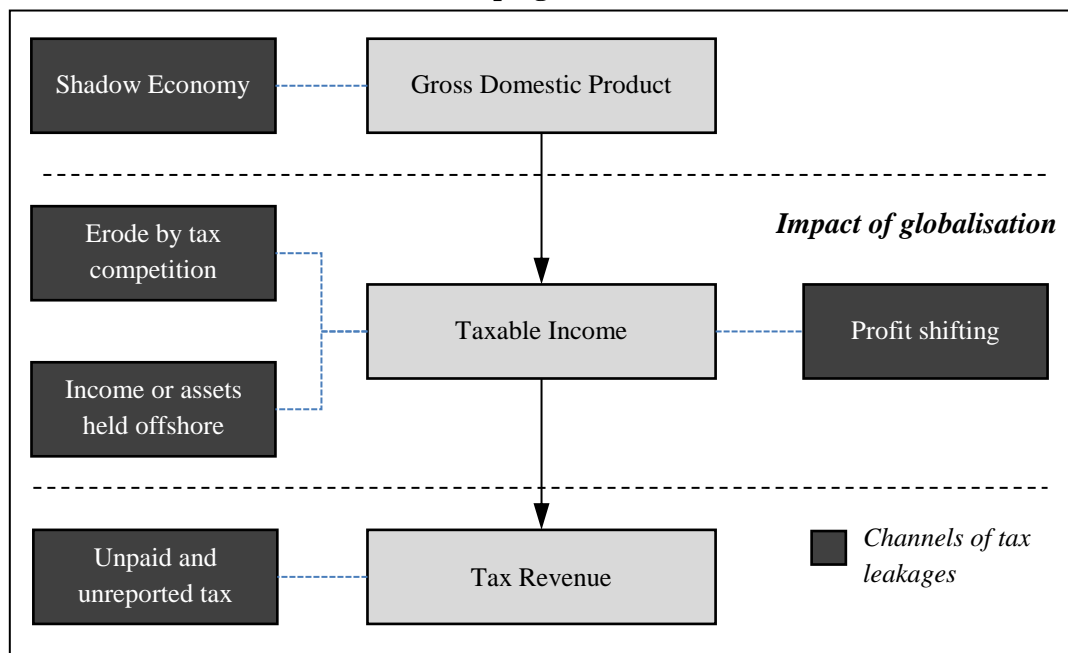 Shadow Economy
Gross Domestic Product
Impact of globalisation
Erode by tax
competition
Taxable Income
Profit shifting
Income or assets
held offshore
Unpaid and
unreported tax
Tax Revenue
Channels of tax
leakages